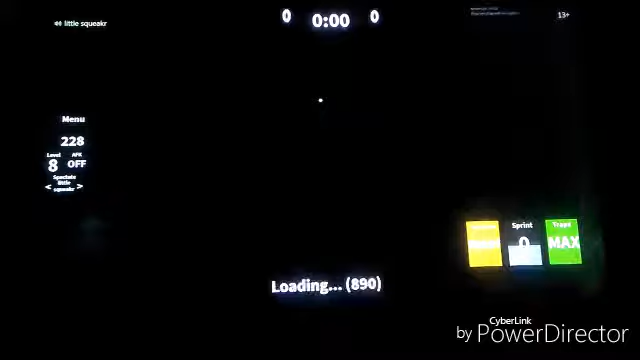 little squeakr
0 0:00 0
13+
Menu
228
Level AFK
8 OFF
Spectate
< little squeakr >
Sprint
0
Traps
MAX
Loading... (890)
CyberLink
by PowerDirector